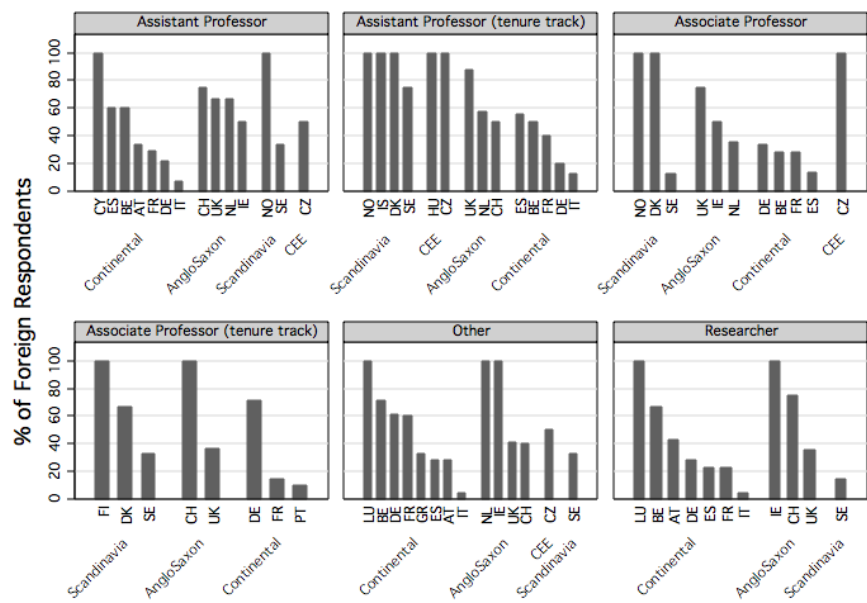 % of Foreign Respondents
Assistant Professor
100
80
60
40
20
0
CY ES BE AT FR DE IT CH UK NL IE NO SE CZ
Continental AngloSaxon Scandinavia CEE
Assistant Professor (tenure track)
NO IS DK SE HU CZ UK NL CH ES BE FR DE IT
Scandinavia CEE AngloSaxon Continental
Associate Professor
NO DK SE UK IE NL DE BE FR ES CZ
Scandinavia AngloSaxon Continental CEE
Associate Professor (tenure track)
100
80
60
40
20
0
FI DK SE CH UK DE FR PT
Scandinavia AngloSaxon Continental
Other
LU BE DE FR GR ES AT IT NL IE UK CH CZ SE
Continental AngloSaxon CEE Scandinavia
Researcher
LU BE AT DE ES FR IT IE CH UK SE
Continental AngloSaxon Scandinavia